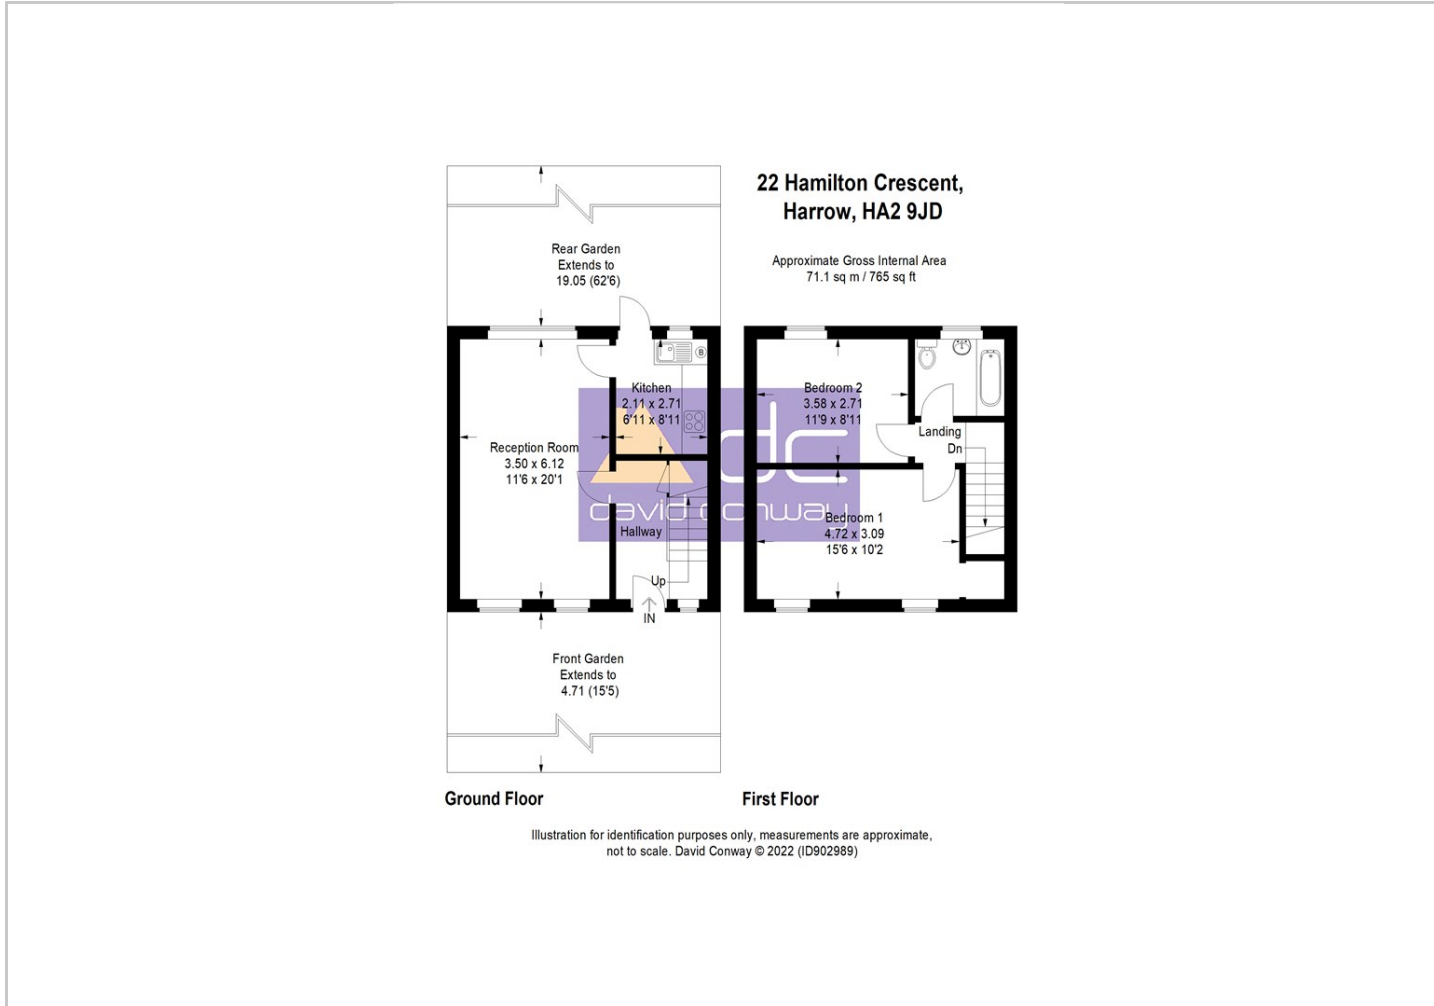 22 Hamilton Crescent,
Harrow, HA2 9JD
Approximate Gross Internal Area
71.1 sq m / 765 sq ft
Rear Garden
Extends to
19.05 (62'6)
B
Kitchen
2.11 x 2.71
6'11 x 8'11
Reception Room
3.50 x 6.12
11'6 x 20'1
Hallway
Up
IN
Front Garden
Extends to
4.71 (15'5)
Bedroom 2
3.58 x 2.71
11'9 x 8'11
Landing
Dn
Bedroom 1
4.72 x 3.09
15'6 x 10'2
dc
david conway
Ground Floor
First Floor
Illustration for identification purposes only, measurements are approximate,
not to scale. David Conway © 2022 (ID902989)